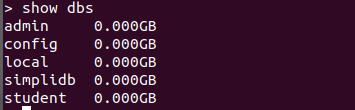 > show dbs
admin     0.000GB
config    0.000GB
local     0.000GB
simplidb  0.000GB
student   0.000GB